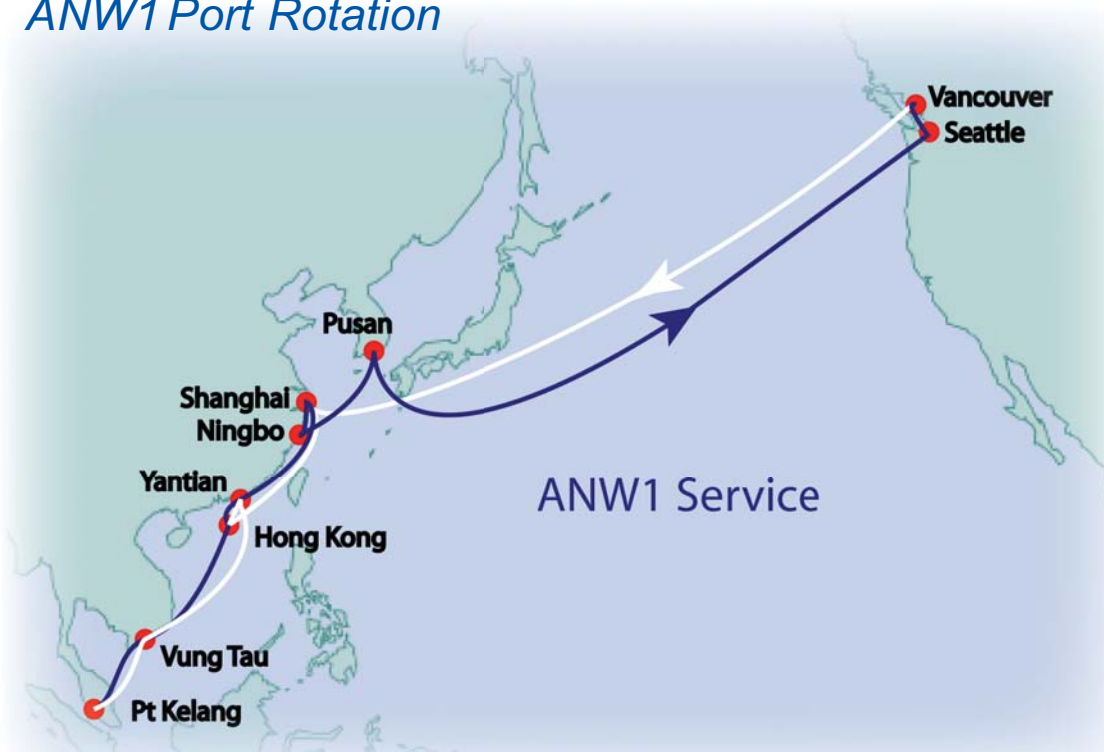 ANW1 Port Rotation
Vancouver
Seattle
Pusan
Shanghai
Ningbo
Yantian
ANW1 Service
Hong Kong
Vung Tau
Pt Kelang